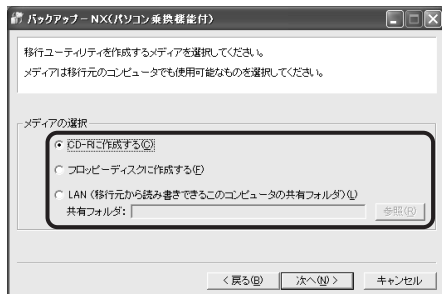 バックアップ-NX(パソコン乗換機能付)
移行ユーティリティを作成するメディアを選択してください。
メディアは移行元のコンピュータでも使用可能なものを選択してください。
メディアの選択
CD-Rに作成する(C)
フロッピーディスクに作成する(F)
LAN (移行元から読み書きできるこのコンピュータの共有フォルダ)(L)
共有フォルダ: 参照(R)
< 戻る(B) 次へ(N) > キャンセル